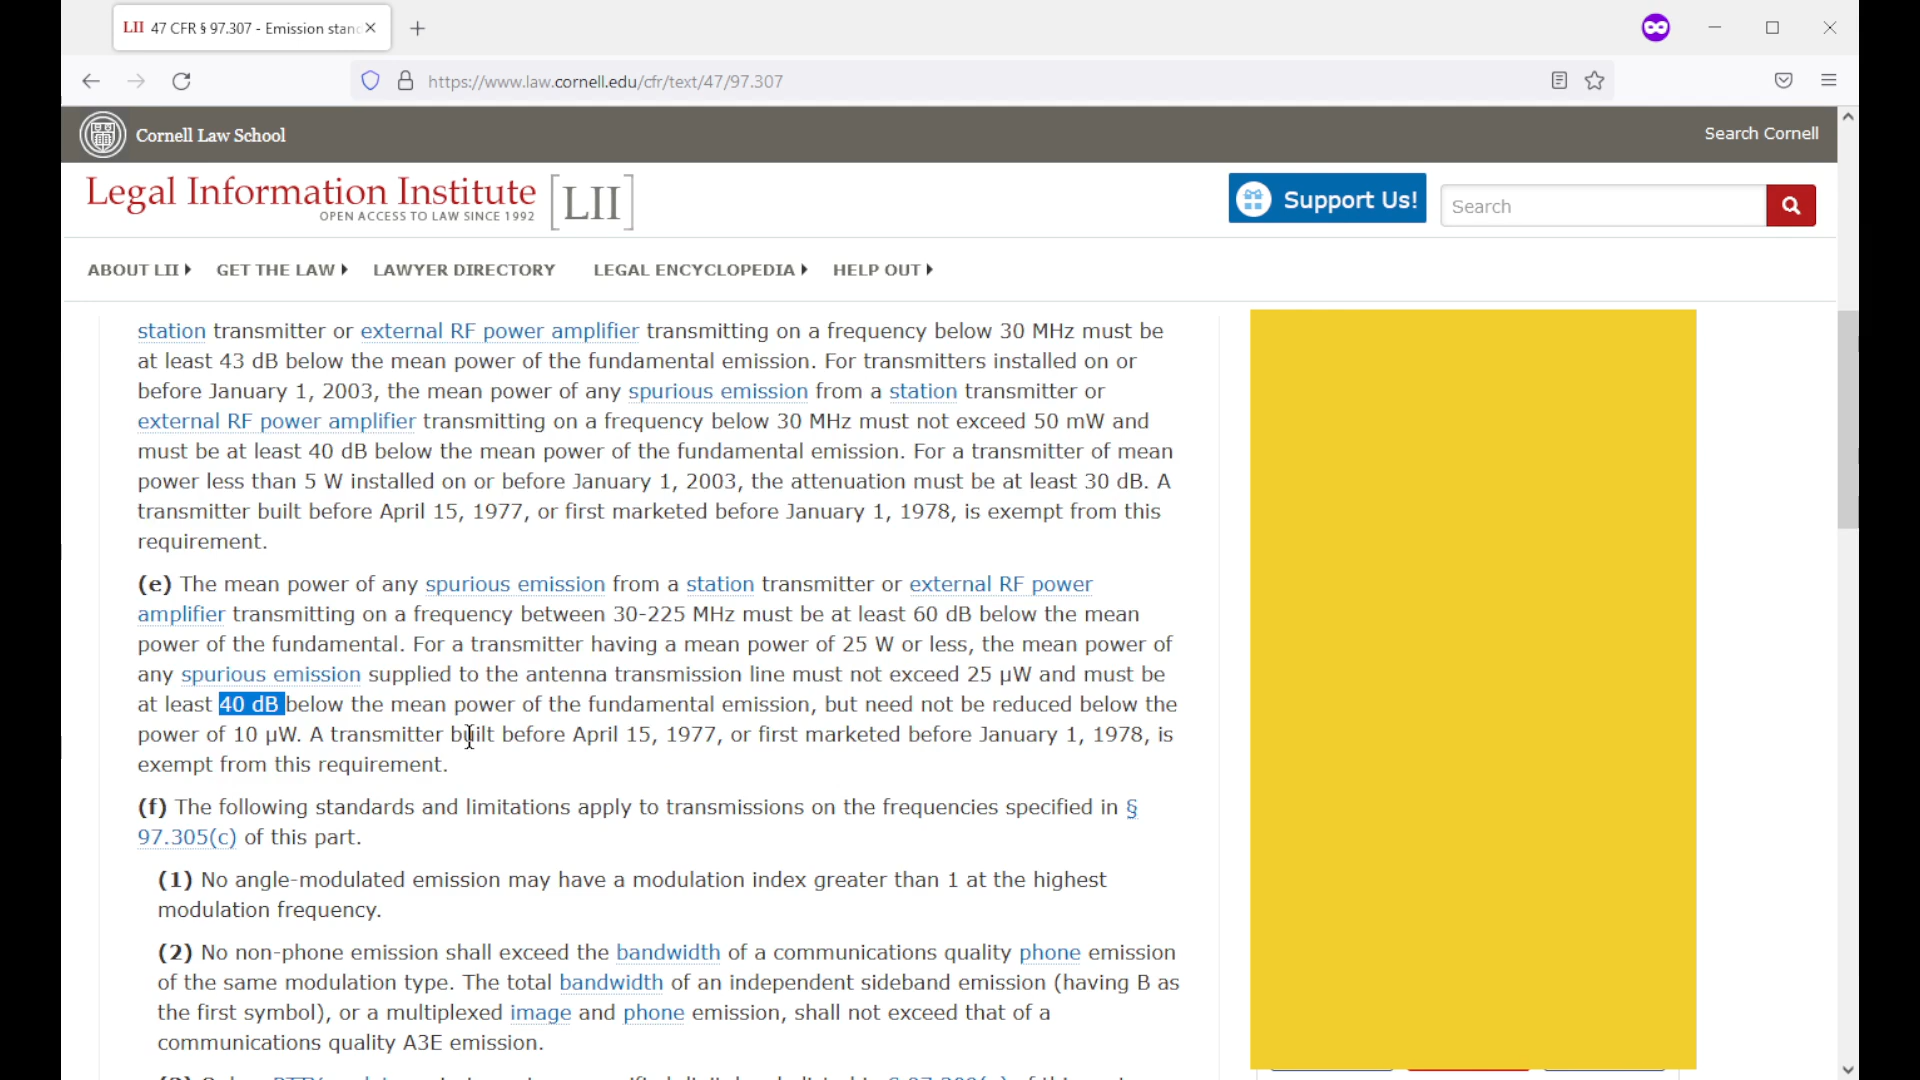 LII 47 CFR § 97.307 - Emission stan
https://www.law.cornell.edu/cfr/text/47/97.307
Cornell Law School
Search Cornell
Legal Information Institute [LII]
OPEN ACCESS TO LAW SINCE 1992
Support Us!
Search
ABOUT LII GET THE LAW LAWYER DIRECTORY LEGAL ENCYCLOPEDIA HELP OUT
station transmitter or external RF power amplifier transmitting on a frequency below 30 MHz must be
at least 43 dB below the mean power of the fundamental emission. For transmitters installed on or
before January 1, 2003, the mean power of any spurious emission from a station transmitter or
external RF power amplifier transmitting on a frequency below 30 MHz must not exceed 50 mW and
must be at least 40 dB below the mean power of the fundamental emission. For a transmitter of mean
power less than 5 W installed on or before January 1, 2003, the attenuation must be at least 30 dB. A
transmitter built before April 15, 1977, or first marketed before January 1, 1978, is exempt from this
requirement.
(e) The mean power of any spurious emission from a station transmitter or external RF power
amplifier transmitting on a frequency between 30-225 MHz must be at least 60 dB below the mean
power of the fundamental. For a transmitter having a mean power of 25 W or less, the mean power of
any spurious emission supplied to the antenna transmission line must not exceed 25 µW and must be
at least 40 dB below the mean power of the fundamental emission, but need not be reduced below the
power of 10 µW. A transmitter built before April 15, 1977, or first marketed before January 1, 1978, is
exempt from this requirement.
(f) The following standards and limitations apply to transmissions on the frequencies specified in §
97.305(c) of this part.
(1) No angle-modulated emission may have a modulation index greater than 1 at the highest
modulation frequency.
(2) No non-phone emission shall exceed the bandwidth of a communications quality phone emission
of the same modulation type. The total bandwidth of an independent sideband emission (having B as
the first symbol), or a multiplexed image and phone emission, shall not exceed that of a
communications quality A3E emission.